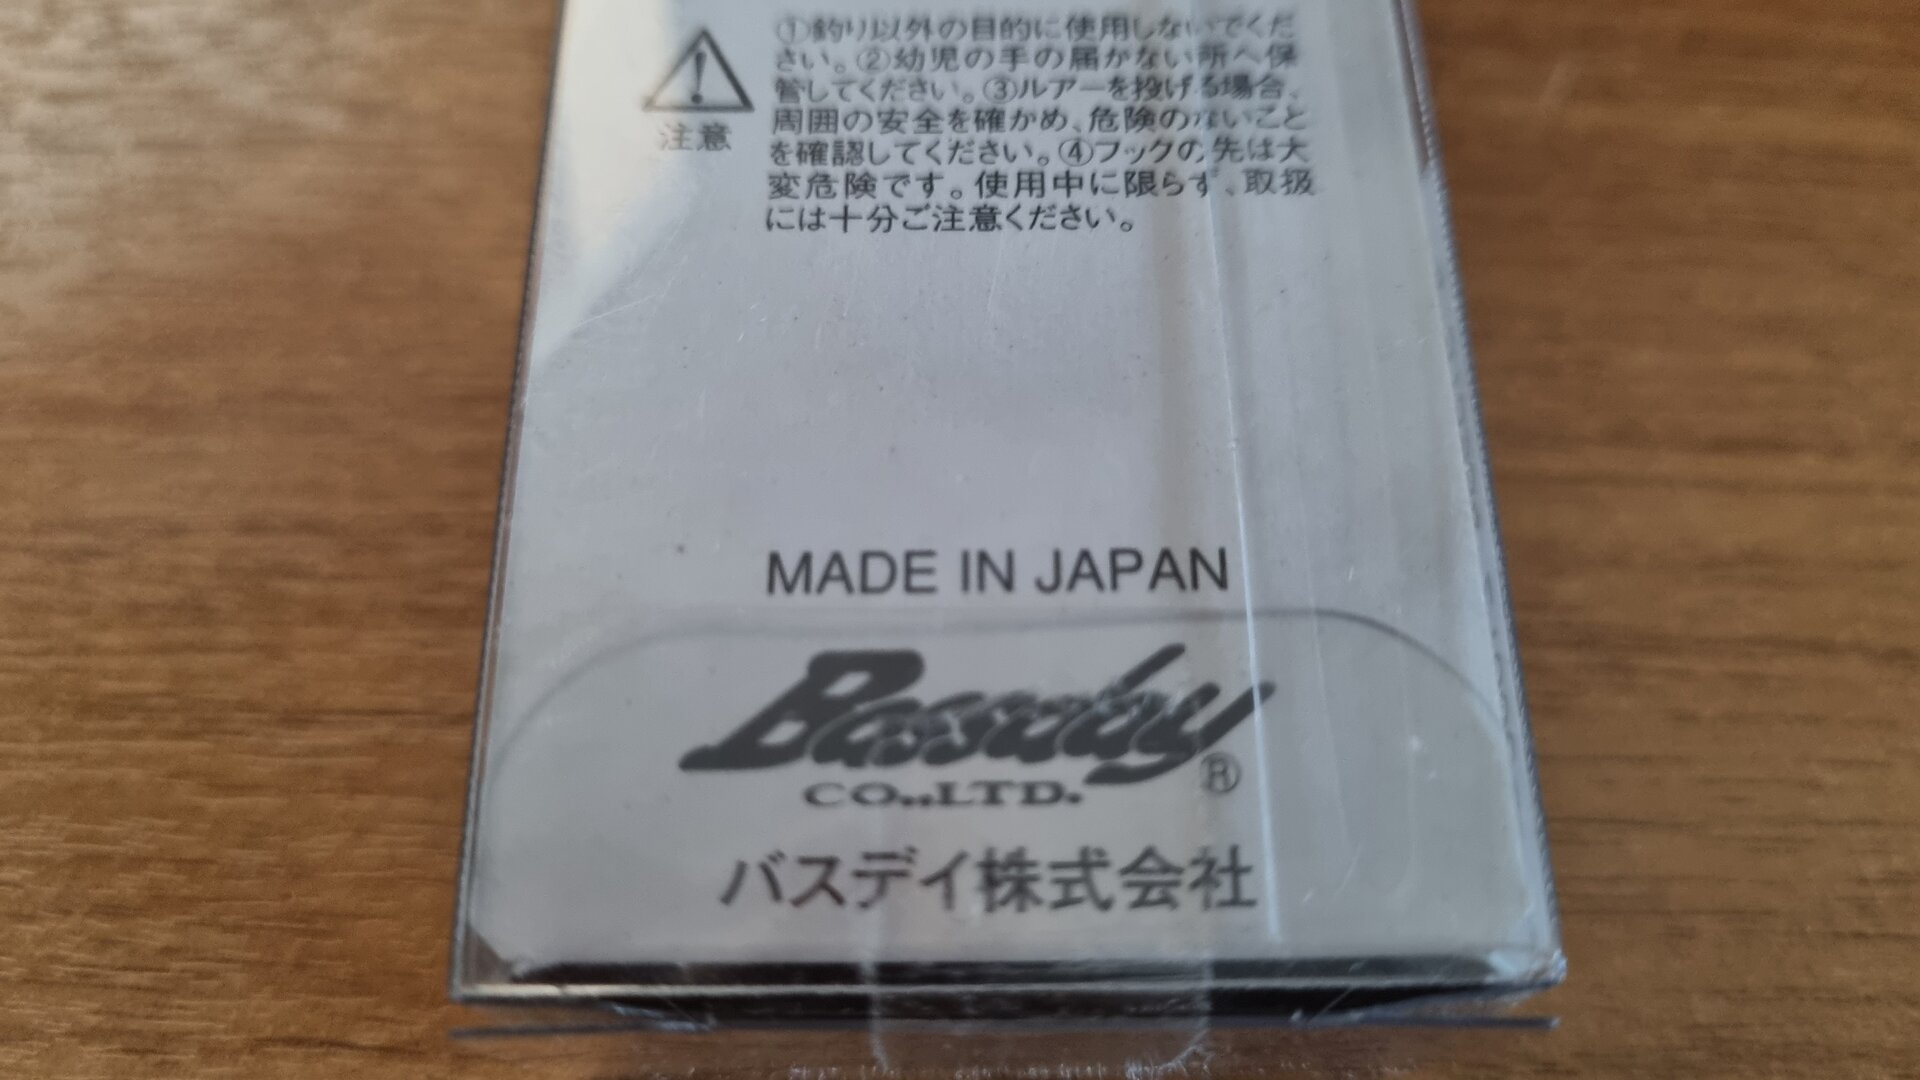 ①釣り以外の目的に使用しないでくだ
さい。②幼児の手の届かない所へ保
管してください。③ルアーを投げる場合、
周囲の安全を確かめ、危険のないこと
を確認してください。④フックの先は大
変危険です。使用中に限らず、取扱
には十分ご注意ください。
注意
MADE IN JAPAN
Bassday
®
CO.,LTD.
バスデイ株式会社